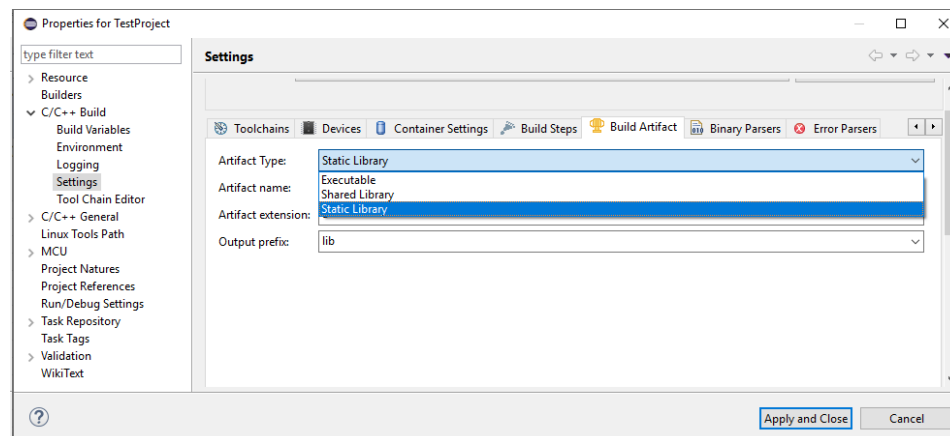 Properties for TestProject
type filter text
Settings
Resource
Builders
C/C++ Build
Build Variables
Environment
Logging
Settings
Tool Chain Editor
C/C++ General
Linux Tools Path
MCU
Project Natures
Project References
Run/Debug Settings
Task Repository
Task Tags
Validation
WikiText
Toolchains Devices Container Settings Build Steps Build Artifact Binary Parsers Error Parsers
Artifact Type: Static Library
Executable
Artifact name: Shared Library
Artifact extension: Static Library
Output prefix: lib
Apply and Close Cancel